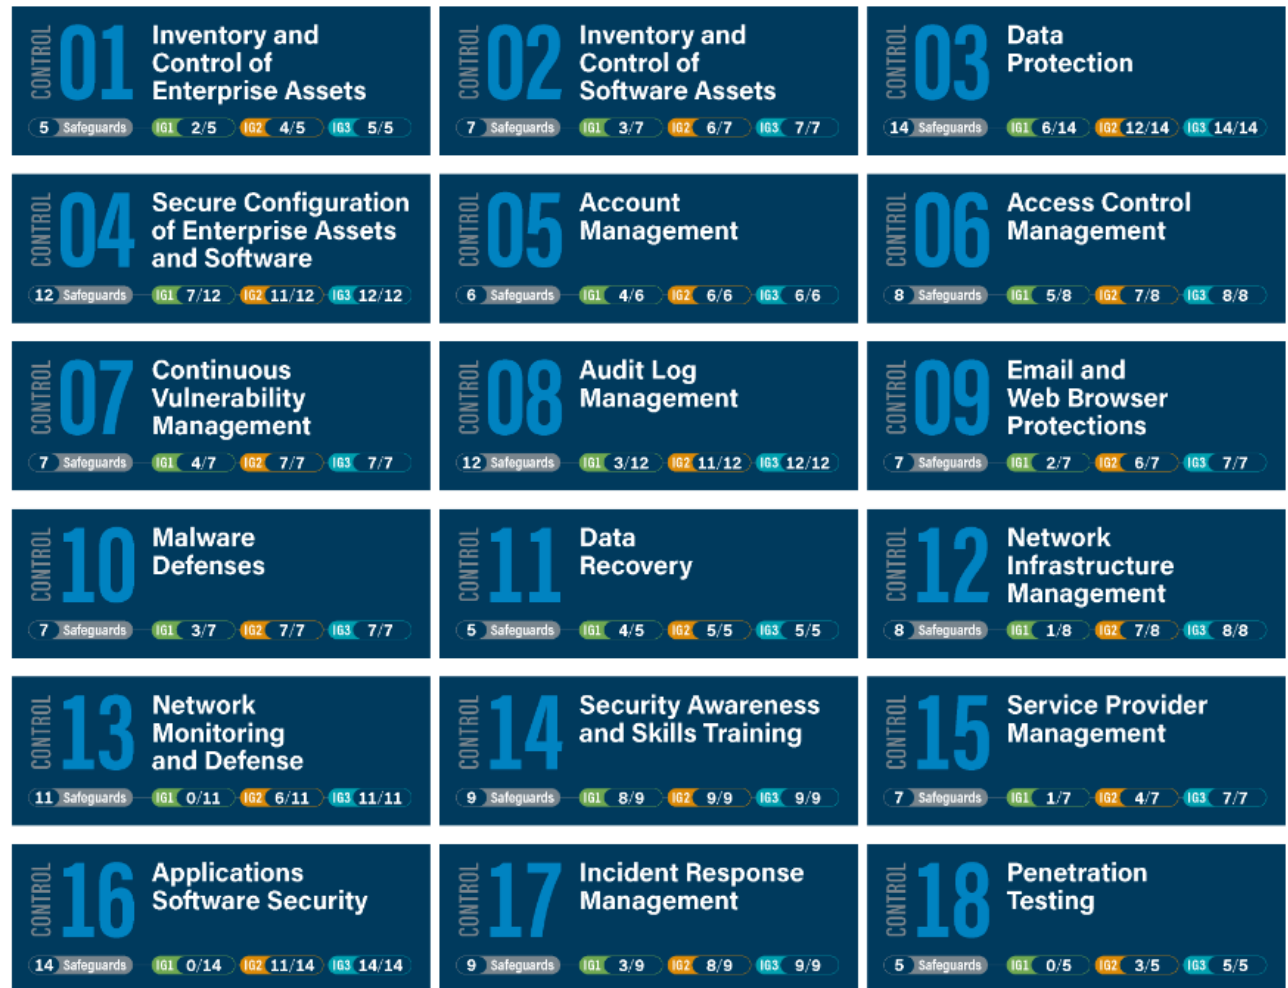 CONTROL
01
Inventory and
Control of
Enterprise Assets
5 Safeguards IG1 2/5 IG2 4/5 IG3 5/5
CONTROL
02
Inventory and
Control of
Software Assets
7 Safeguards IG1 3/7 IG2 6/7 IG3 7/7
CONTROL
03
Data
Protection
14 Safeguards IG1 6/14 IG2 12/14 IG3 14/14
CONTROL
04
Secure Configuration
of Enterprise Assets
and Software
12 Safeguards IG1 7/12 IG2 11/12 IG3 12/12
CONTROL
05
Account
Management
6 Safeguards IG1 4/6 IG2 6/6 IG3 6/6
CONTROL
06
Access Control
Management
8 Safeguards IG1 5/8 IG2 7/8 IG3 8/8
CONTROL
07
Continuous
Vulnerability
Management
7 Safeguards IG1 4/7 IG2 7/7 IG3 7/7
CONTROL
08
Audit Log
Management
12 Safeguards IG1 3/12 IG2 11/12 IG3 12/12
CONTROL
09
Email and
Web Browser
Protections
7 Safeguards IG1 2/7 IG2 6/7 IG3 7/7
CONTROL
10
Malware
Defenses
7 Safeguards IG1 3/7 IG2 7/7 IG3 7/7
CONTROL
11
Data
Recovery
5 Safeguards IG1 4/5 IG2 5/5 IG3 5/5
CONTROL
12
Network
Infrastructure
Management
8 Safeguards IG1 1/8 IG2 7/8 IG3 8/8
CONTROL
13
Network
Monitoring
and Defense
11 Safeguards IG1 0/11 IG2 6/11 IG3 11/11
CONTROL
14
Security Awareness
and Skills Training
9 Safeguards IG1 8/9 IG2 9/9 IG3 9/9
CONTROL
15
Service Provider
Management
7 Safeguards IG1 1/7 IG2 4/7 IG3 7/7
CONTROL
16
Applications
Software Security
14 Safeguards IG1 0/14 IG2 11/14 IG3 14/14
CONTROL
17
Incident Response
Management
9 Safeguards IG1 3/9 IG2 8/9 IG3 9/9
CONTROL
18
Penetration
Testing
5 Safeguards IG1 0/5 IG2 3/5 IG3 5/5